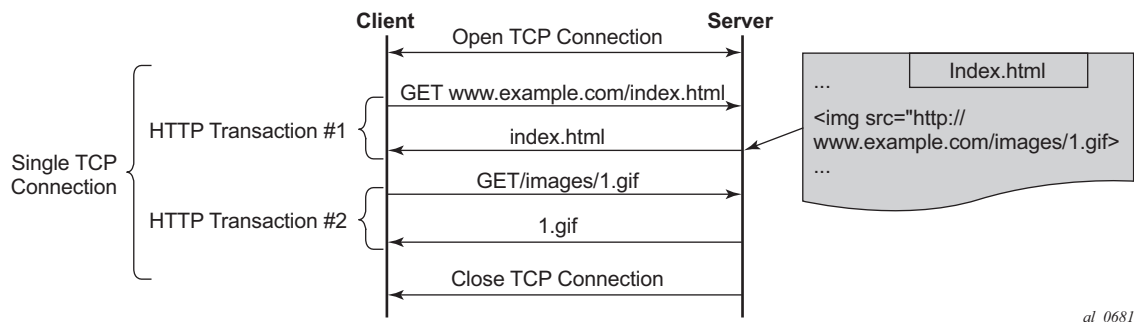 Client
Server
Open TCP Connection
Index.html
...
GET www.example.com/index.html
<img src="http://
www.example.com/images/1.gif>
...
HTTP Transaction #1
index.html
Single TCP
Connection
GET/images/1.gif
HTTP Transaction #2
1.gif
Close TCP Connection
al_0681